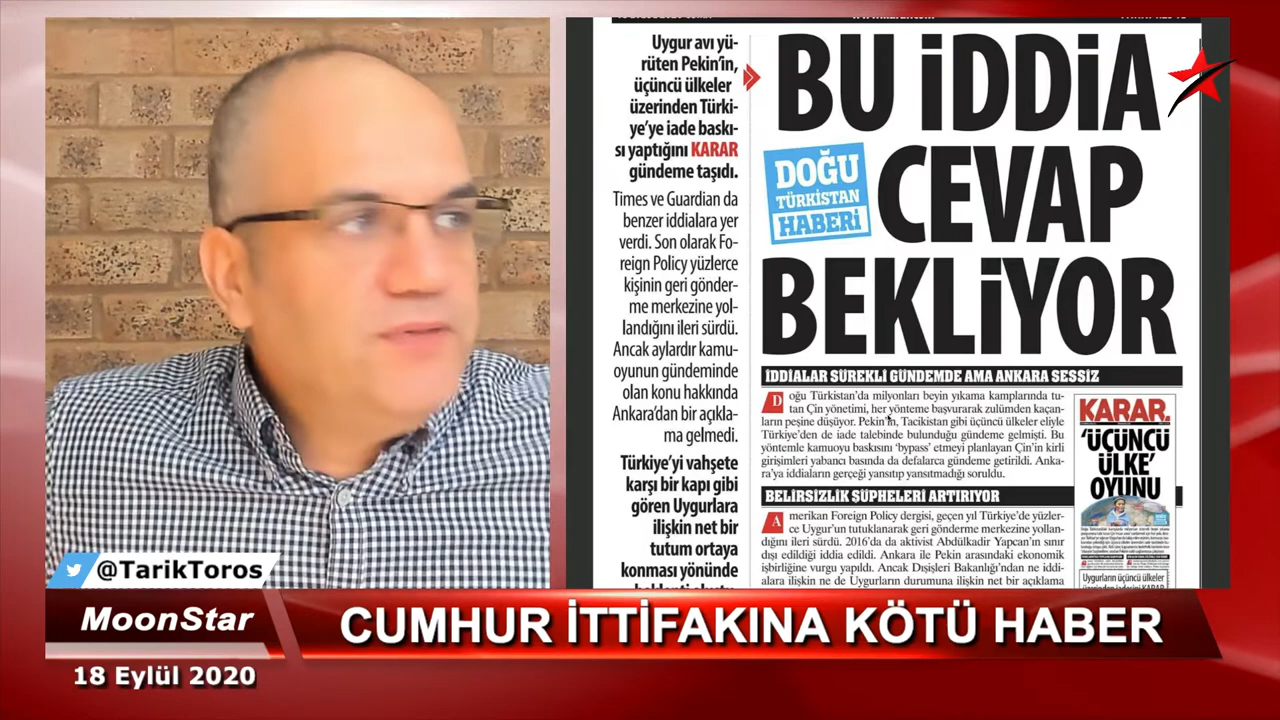 Uygur avı yü-
rüten Pekin’in,
üçüncü ülkeler
üzerinden Türki-
ye’ye iade baskı-
sı yaptığını KARAR
gündeme taşıdı.
Times ve Guardian da
benzer iddialara yer
verdi. Son olarak Fo-
reign Policy yüzlerce
kişinin geri gönder-
me merkezine yol-
landığını ileri sürdü.
Ancak aylardır kamu-
oyunun gündeminde
olan konu hakkında
Ankara’dan bir açıkla-
ma gelmedi.
Türkiye’yi vahşete
karşı bir kapı gibi
gören Uygurlara
ilişkin net bir
tutum ortaya
konması yönünde
BU İDDİA
CEVAP
BEKLİYOR
DOĞU
TÜRKİSTAN
HABERİ
İDDİALAR SÜREKLİ GÜNDEMDE AMA ANKARA SESSİZ
Doğu Türkistan’da milyonları beyin yıkama kamplarında tu-
tan Çin yönetimi, her yönteme başvurarak zulümden kaçan-
ların peşine düşüyor. Pekin’in, Tacikistan gibi üçüncü ülkeler eliyle
Türkiye’den de iade talebinde bulunduğu gündeme gelmişti. Bu
yöntemle kamuoyu baskısını ‘bypass’ etmeyi planlayan Çin’in kirli
girişimleri yabancı basında da defalarca gündeme getirildi. Anka-
ra’ya iddiaların gerçeği yansıtıp yansıtmadığı soruldu.
BELİRSİZLİK ŞÜPHELERİ ARTIRIYOR
Amerikan Foreign Policy dergisi, geçen yıl Türkiye’de yüzler-
ce Uygur’un tutuklanarak geri gönderme merkezine yollan-
dığını ileri sürdü. 2016’da da aktivist Abdülkadir Yapcan’ın sınır
dışı edildiği iddia edildi. Ankara ile Pekin arasındaki ekonomik
işbirliğine vurgu yapıldı. Ancak Dışişleri Bakanlığı’ndan ne iddi-
alara ilişkin ne de Uygurların durumuna ilişkin net bir açıklama
KARAR.
‘ÜÇÜNCÜ
ÜLKE’
OYUNU
Uygurların üçüncü ülkeler
@TarikToros
MoonStar
CUMHUR İTTİFAKINA KÖTÜ HABER
18 Eylül 2020